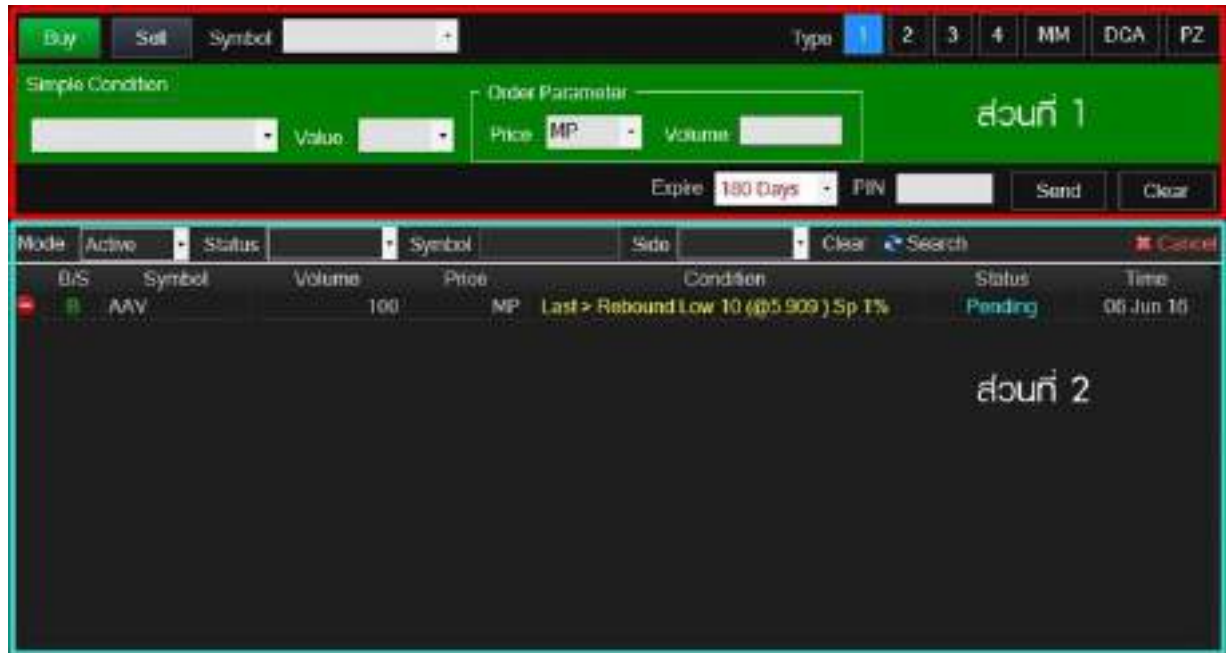 Buy Sell Symbol Type 1 2 3 4 MM DCA PZ
Simple Condition
Order Parameter
ส่วนที่ 1
Value Price MP Volume
Expire 180 Days PIN Send Clear
Mode Active Status Symbol Side Clear Search Cancel
B/S Symbol Volume Price Condition Status Time
B AAV 100 MP Last > Rebound Low 10 (@5.909 ) Sp 1% Pending 06 Jun 16
ส่วนที่ 2